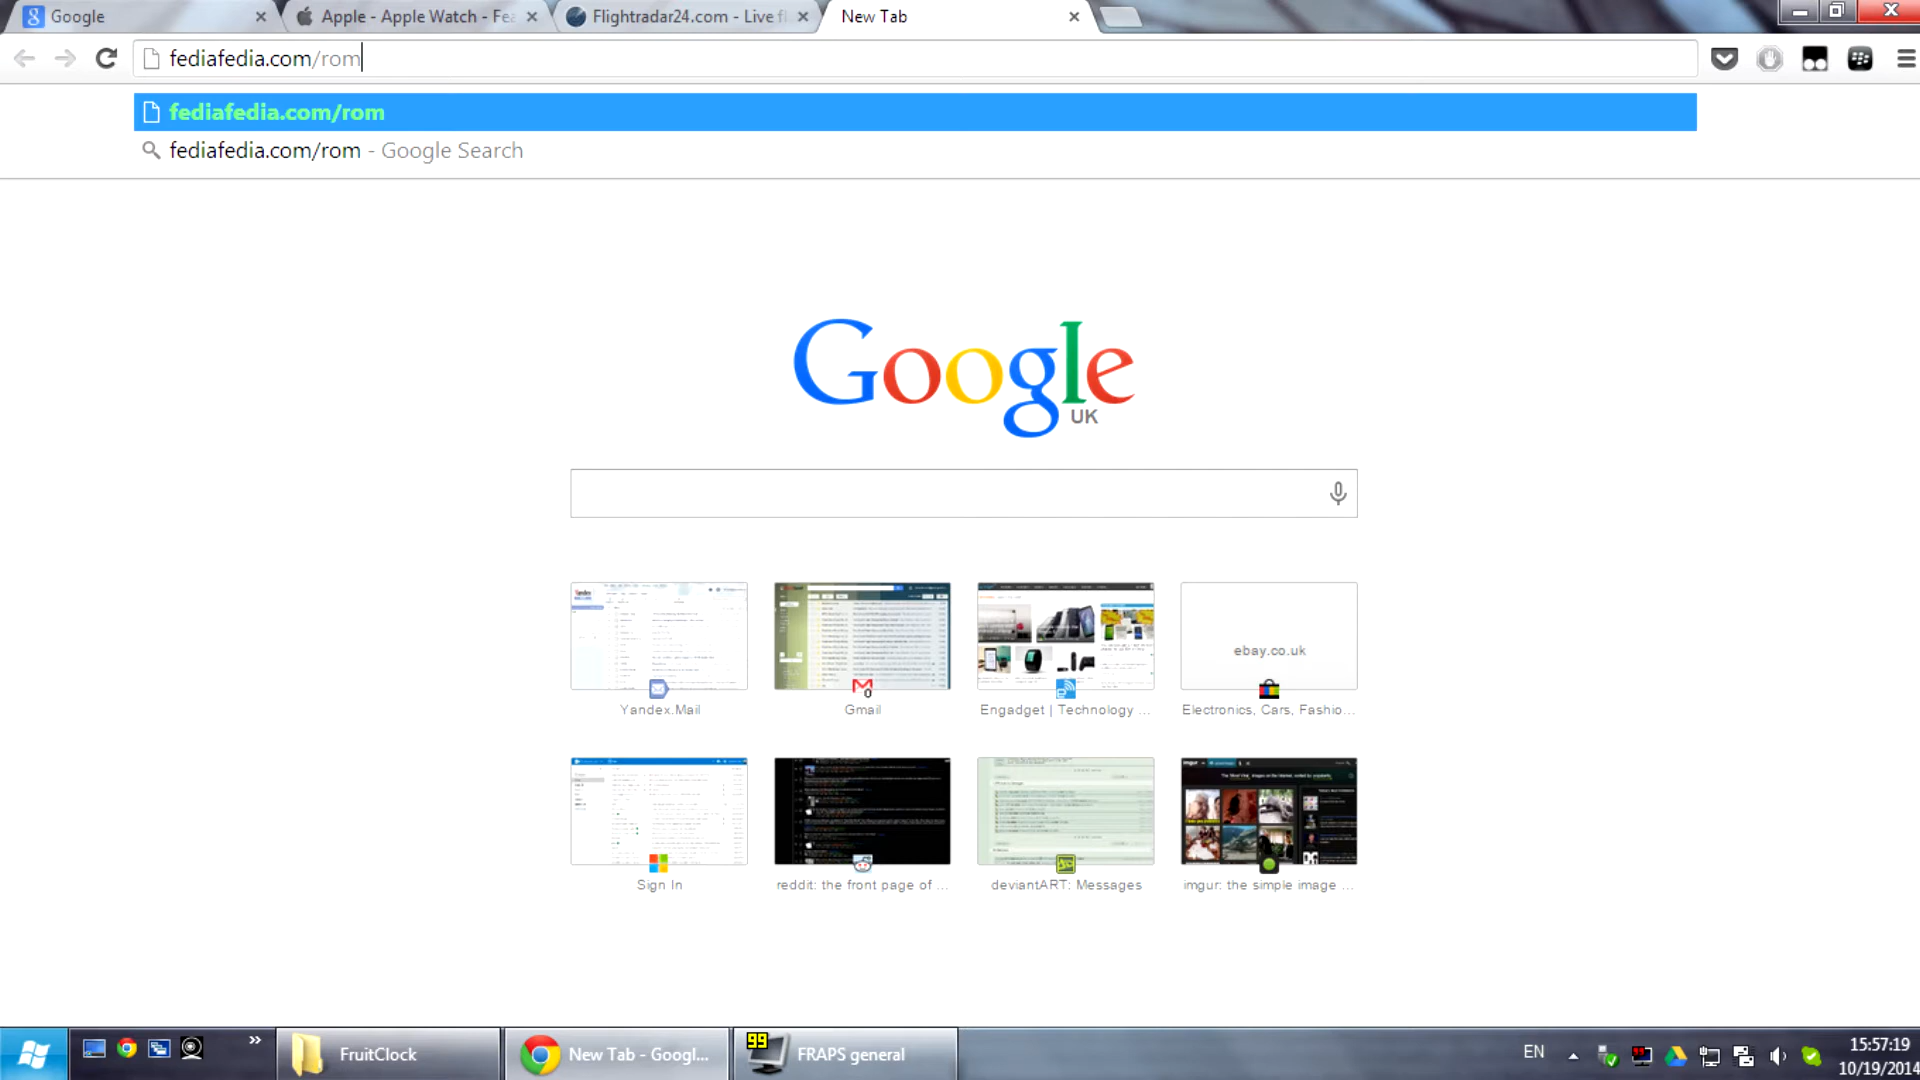 Google
Apple - Apple Watch - Fea
Flightradar24.com - Live fl
New Tab
fediafedia.com/rom
fediafedia.com/rom
fediafedia.com/rom - Google Search
Google
UK
ebay.co.uk
Yandex.Mail
Gmail
Engadget | Technology ...
Electronics, Cars, Fashio...
imgur
Sign In
reddit: the front page of ...
deviantART: Messages
imgur: the simple image ...
FruitClock
New Tab - Googl...
99
FRAPS general
EN
15:57:19
10/19/2014